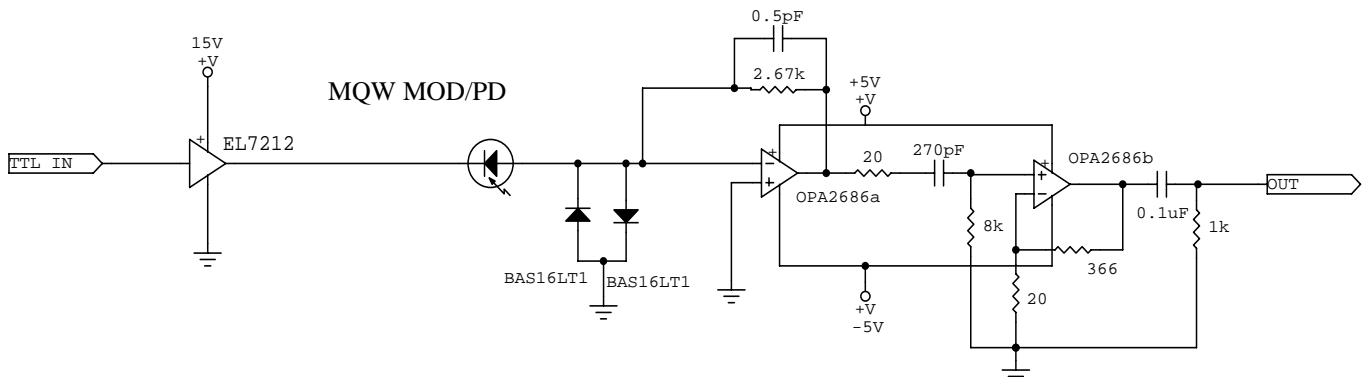 0.5pF
15V
+V
2.67k
MQW MOD/PD
+5V
+V
EL7212
TTL IN
20
270pF
OPA2686b
OPA2686a
OUT
0.1uF
8k
1k
366
BAS16LT1
BAS16LT1
20
+V
-5V